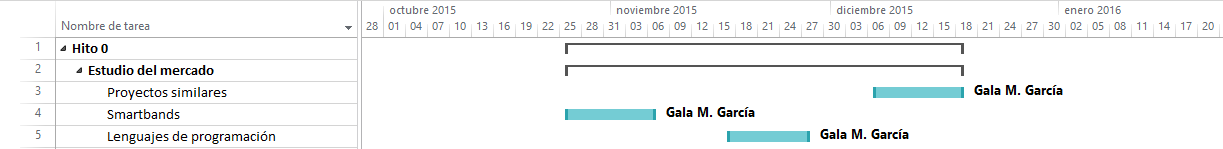 octubre 2015 noviembre 2015 diciembre 2015 enero 2016
Nombre de tarea 28 01 04 07 10 13 16 19 22 25 28 31 03 06 09 12 15 18 21 24 27 30 03 06 09 12 15 18 21 24 27 30 02 05 08 11 14 17 20
1 Hito 0
2 Estudio del mercado
3 Proyectos similares Gala M. García
4 Smartbands Gala M. García
5 Lenguajes de programación Gala M. García